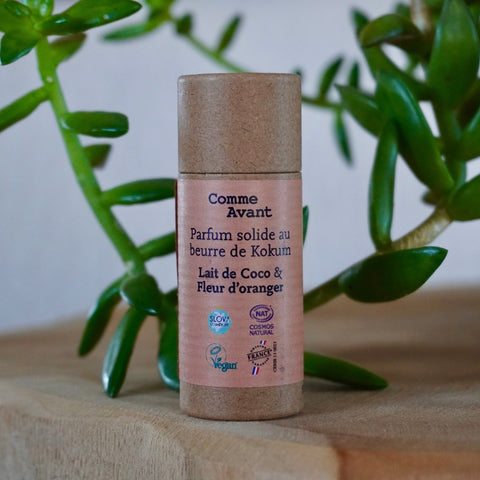 Comme
Avant
Parfum solide au
beurre de Kokum
Lait de Coco &
Fleur d'oranger
SLOW
NAT
COSMOS
NATURAL
vegan
FRANCE